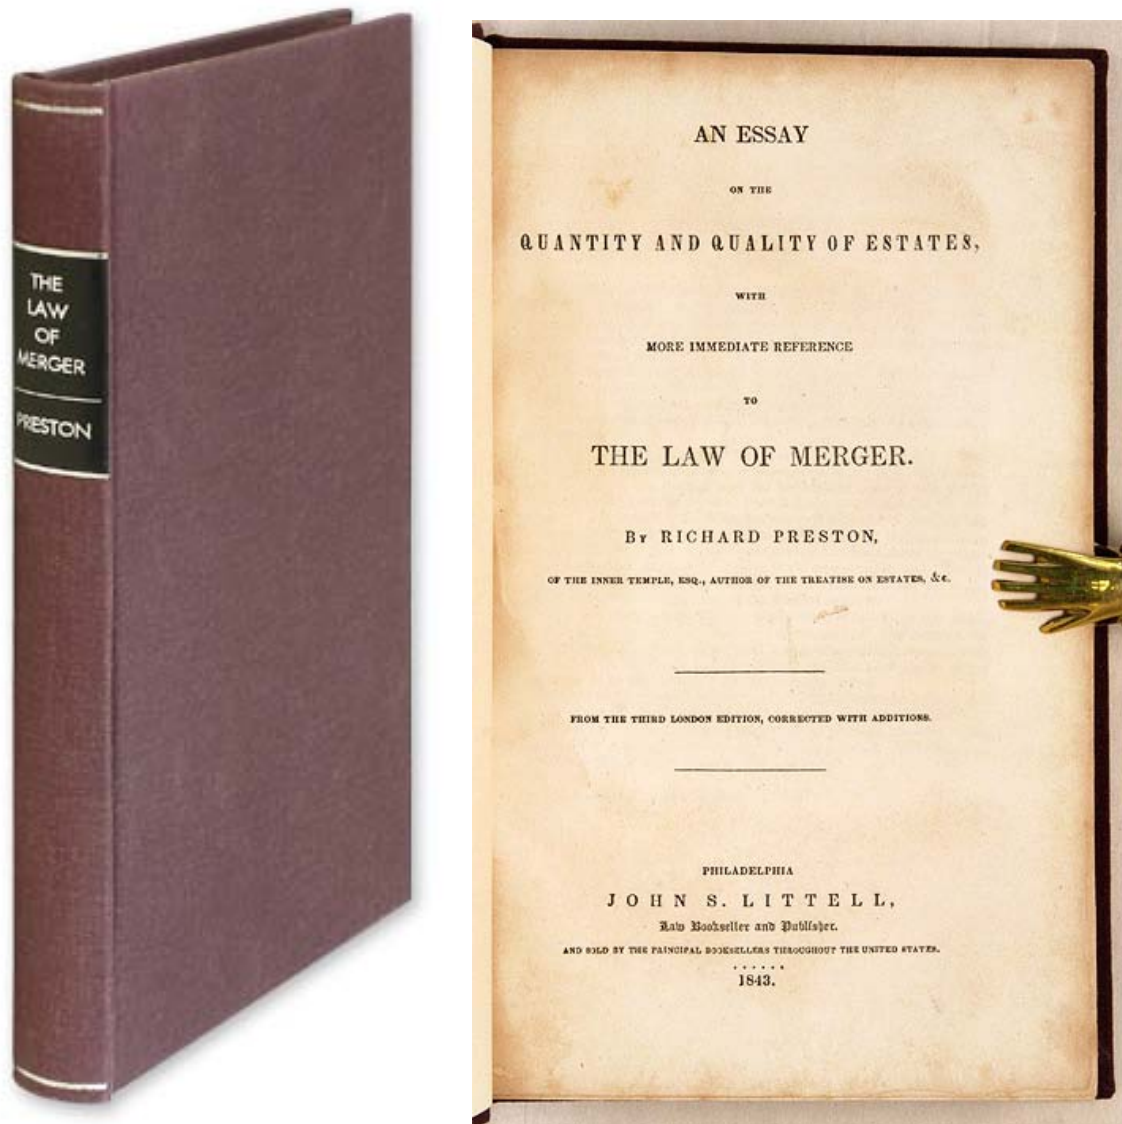 THE
LAW
OF
MERGER
PRESTON
AN ESSAY
ON THE
QUANTITY AND QUALITY OF ESTATES,
WITH
MORE IMMEDIATE REFERENCE
TO
THE LAW OF MERGER.
BY RICHARD PRESTON,
OF THE INNER TEMPLE, ESQ., AUTHOR OF THE TREATISE ON ESTATES, &c.
FROM THE THIRD LONDON EDITION, CORRECTED WITH ADDITIONS.
PHILADELPHIA
JOHN S. LITTELL,
Law Bookseller and Publisher.
AND SOLD BY THE PRINCIPAL BOOKSELLERS THROUGHOUT THE UNITED STATES.
......
1843.